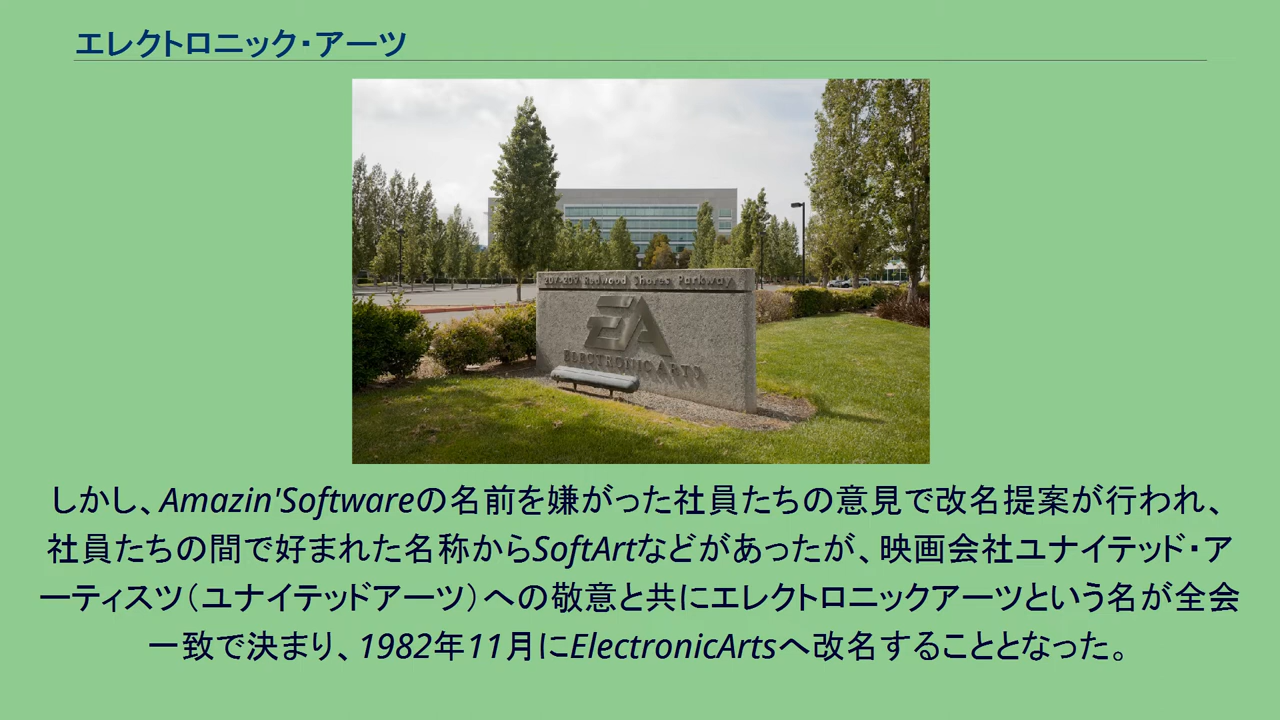 エレクトロニック・アーツ
207-209 Redwood Shores Parkway
EA
ELECTRONIC ARTS
しかし、Amazin'Softwareの名前を嫌がった社員たちの意見で改名提案が行われ、
社員たちの間で好まれた名称からSoftArtなどがあったが、映画会社ユナイテッド・ア
ーティスツ（ユナイテッドアーツ）への敬意と共にエレクトロニックアーツという名が全会
一致で決まり、1982年11月にElectronicArtsへ改名することとなった。